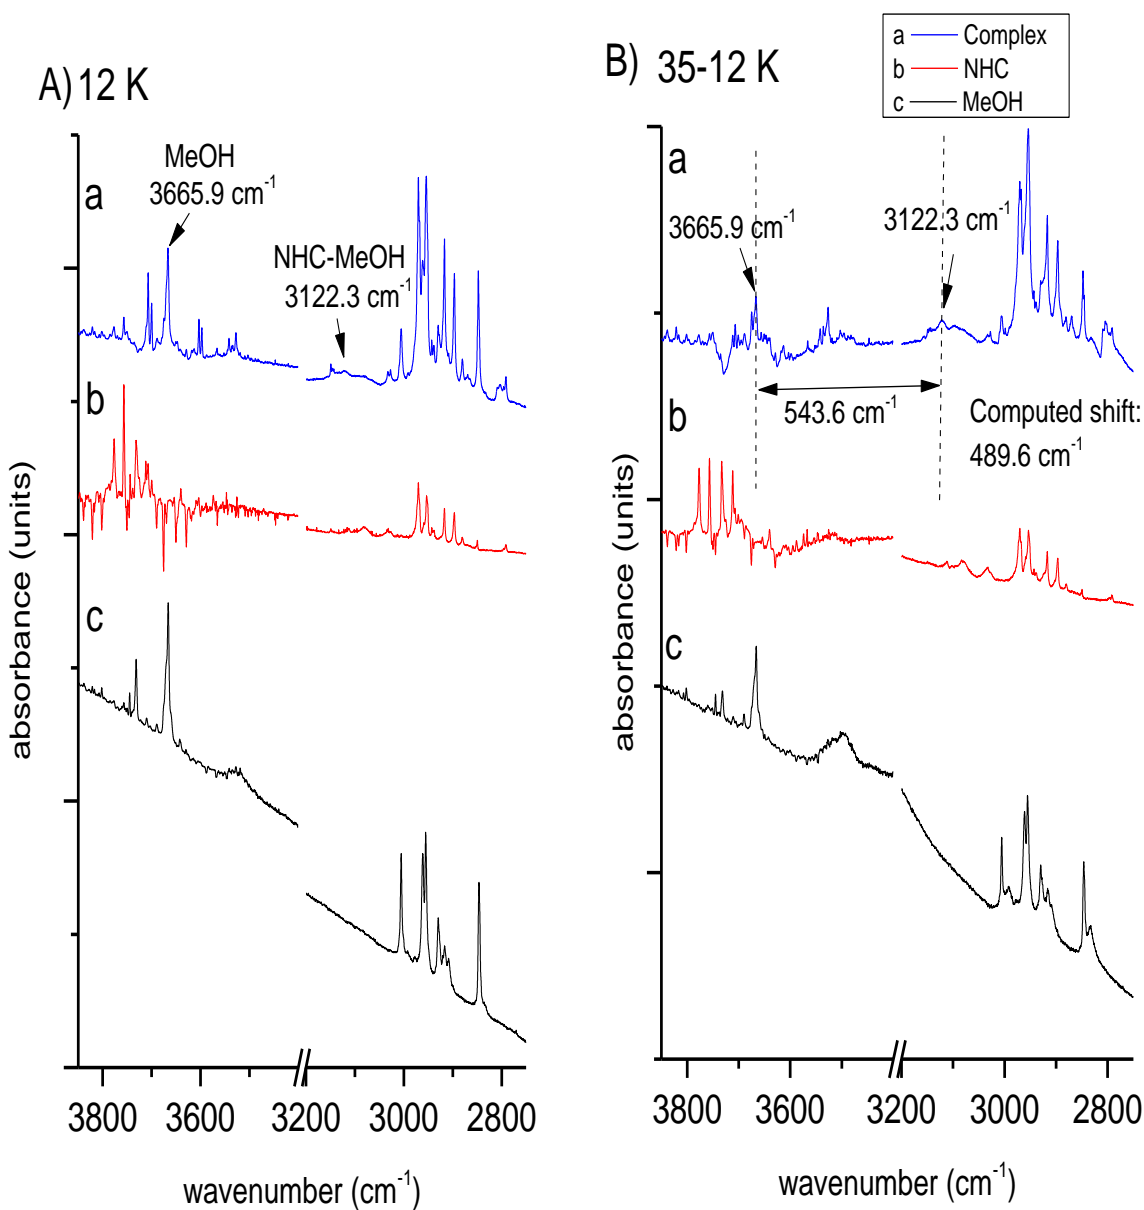 A) 12 K
B) 35-12 K
a Complex
b NHC
c MeOH
MeOH
3665.9 cm-1
a
NHC-MeOH
3122.3 cm-1
b
c
absorbance (units)
3800 3600 3200 3000 2800
wavenumber (cm-1)
a
3665.9 cm-1
3122.3 cm-1
543.6 cm-1
Computed shift:
489.6 cm-1
b
c
absorbance (units)
3800 3600 3200 3000 2800
wavenumber (cm-1)